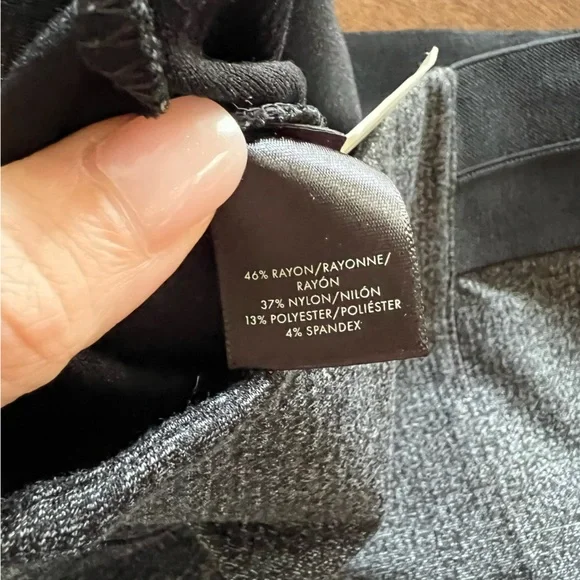 46% RAYON/RAYONNE/
RAYÓN
37% NYLON/NILÓN
13% POLYESTER/POLIÉSTER
4% SPANDEX